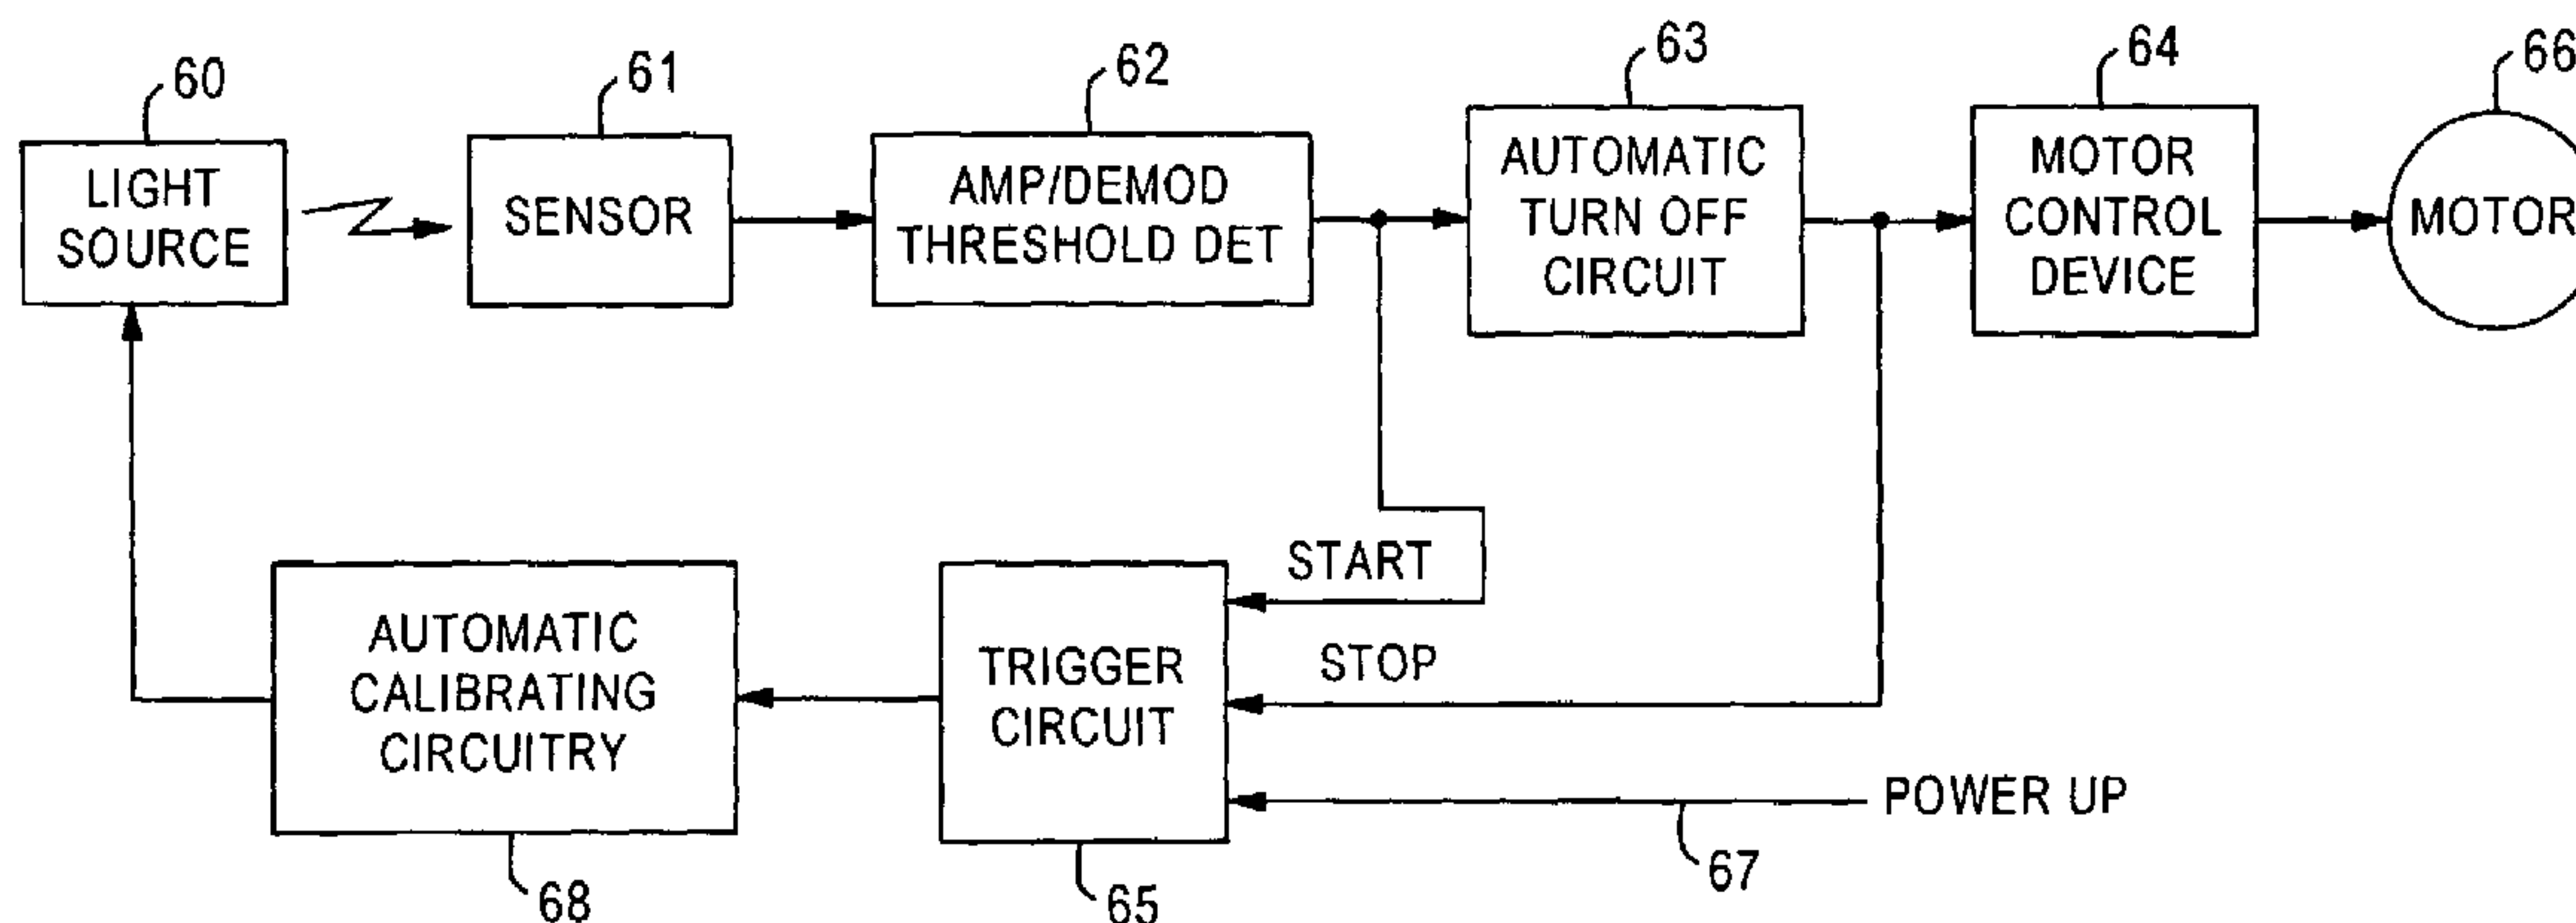 60
61
62
63
64
66
LIGHT
SOURCE
SENSOR
AMP/DEMOD
THRESHOLD DET
AUTOMATIC
TURN OFF
CIRCUIT
MOTOR
CONTROL
DEVICE
MOTOR
START
STOP
AUTOMATIC
CALIBRATING
CIRCUITRY
TRIGGER
CIRCUIT
POWER UP
67
68
65